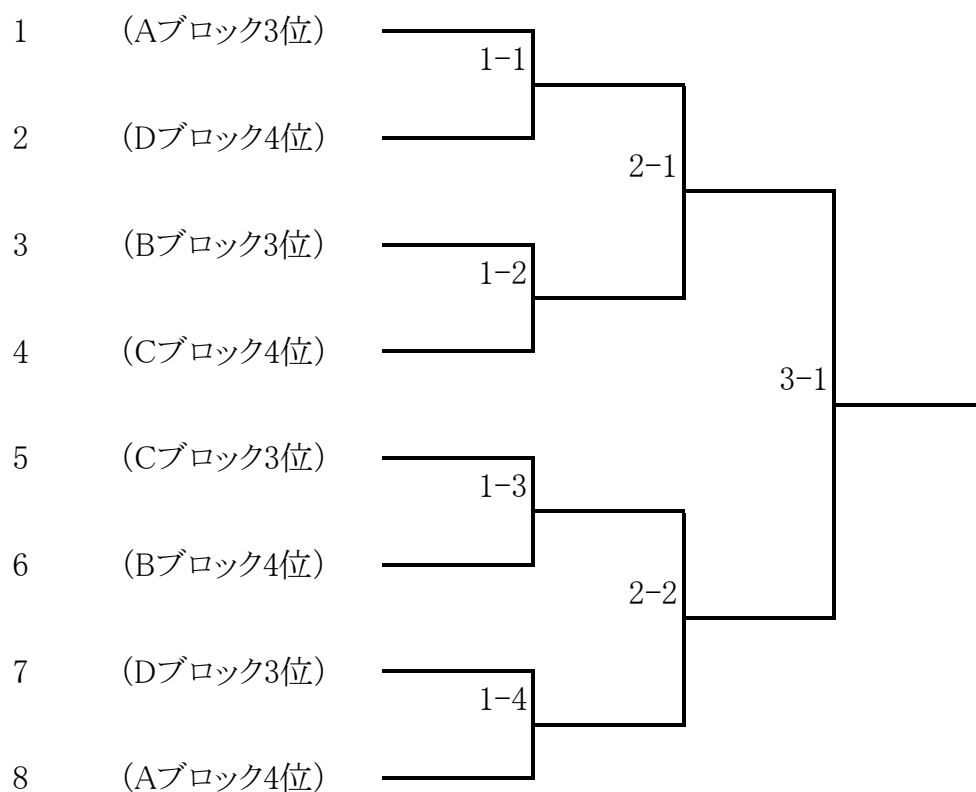 1 (Aブロック3位)
1-1
2 (Dブロック4位)
2-1
3 (Bブロック3位)
1-2
4 (Cブロック4位)
3-1
5 (Cブロック3位)
1-3
6 (Bブロック4位)
2-2
7 (Dブロック3位)
1-4
8 (Aブロック4位)